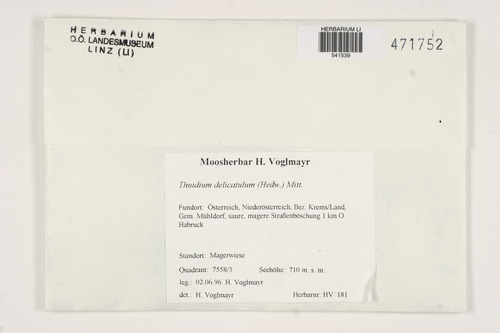 HERBARIUM
O.Ö. LANDESMUSEUM
LINZ (LI)
HERBARIUM LI
541539
471752
Moosherbar H. Voglmayr
Thuidium delicatulum (Hedw.) Mitt.
Fundort: Österreich, Niederösterreich, Bez. Krems/Land,
Gem. Mühldorf, saure, magere Straßenböschung 1 km O
Habruck
Standort: Magerwiese
Quadrant: 7558/3 Seehöhe: 710 m. s. m.
leg.: 02.06.96 H. Voglmayr
det.: H. Voglmayr Herbarnr. HV 181